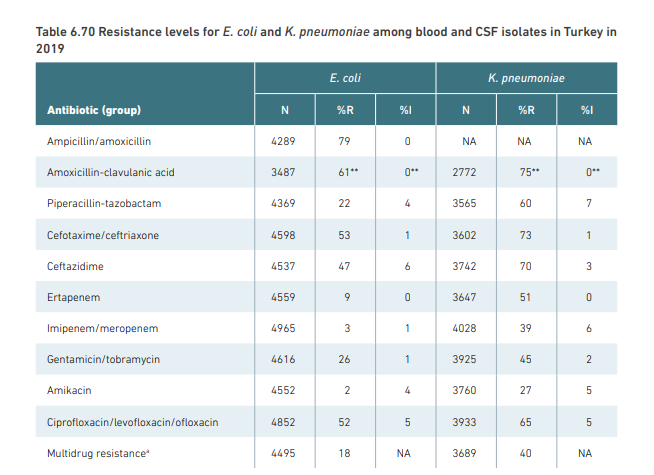 Table 6.70 Resistance levels for E. coli and K. pneumoniae among blood and CSF isolates in Turkey in
2019
E. coli K. pneumoniae
Antibiotic (group) N %R %I N %R %I
Ampicillin/amoxicillin 4289 79 0 NA NA NA
Amoxicillin-clavulanic acid 3487 61** 0** 2772 75** 0**
Piperacillin-tazobactam 4369 22 4 3565 60 7
Cefotaxime/ceftriaxone 4598 53 1 3602 73 1
Ceftazidime 4537 47 6 3742 70 3
Ertapenem 4559 9 0 3647 51 0
Imipenem/meropenem 4965 3 1 4028 39 6
Gentamicin/tobramycin 4616 26 1 3925 45 2
Amikacin 4552 2 4 3760 27 5
Ciprofloxacin/levofloxacin/ofloxacin 4852 52 5 3933 65 5
Multidrug resistanceᵃ 4495 18 NA 3689 40 NA